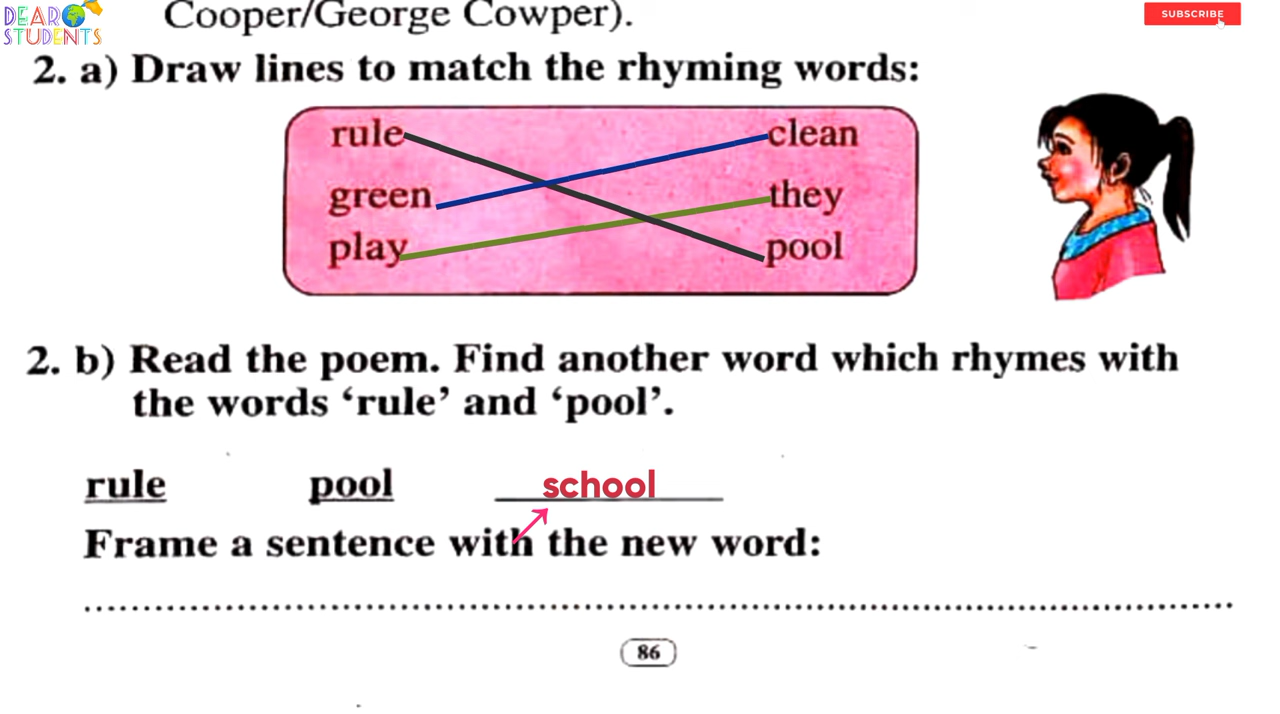 DEAR
STUDENTS
Cooper/George Cowper).
SUBSCRIBE
2. a) Draw lines to match the rhyming words:
rule clean
green they
play pool
2. b) Read the poem. Find another word which rhymes with
the words ‘rule’ and ‘pool’.
rule pool school
Frame a sentence with the new word:
86